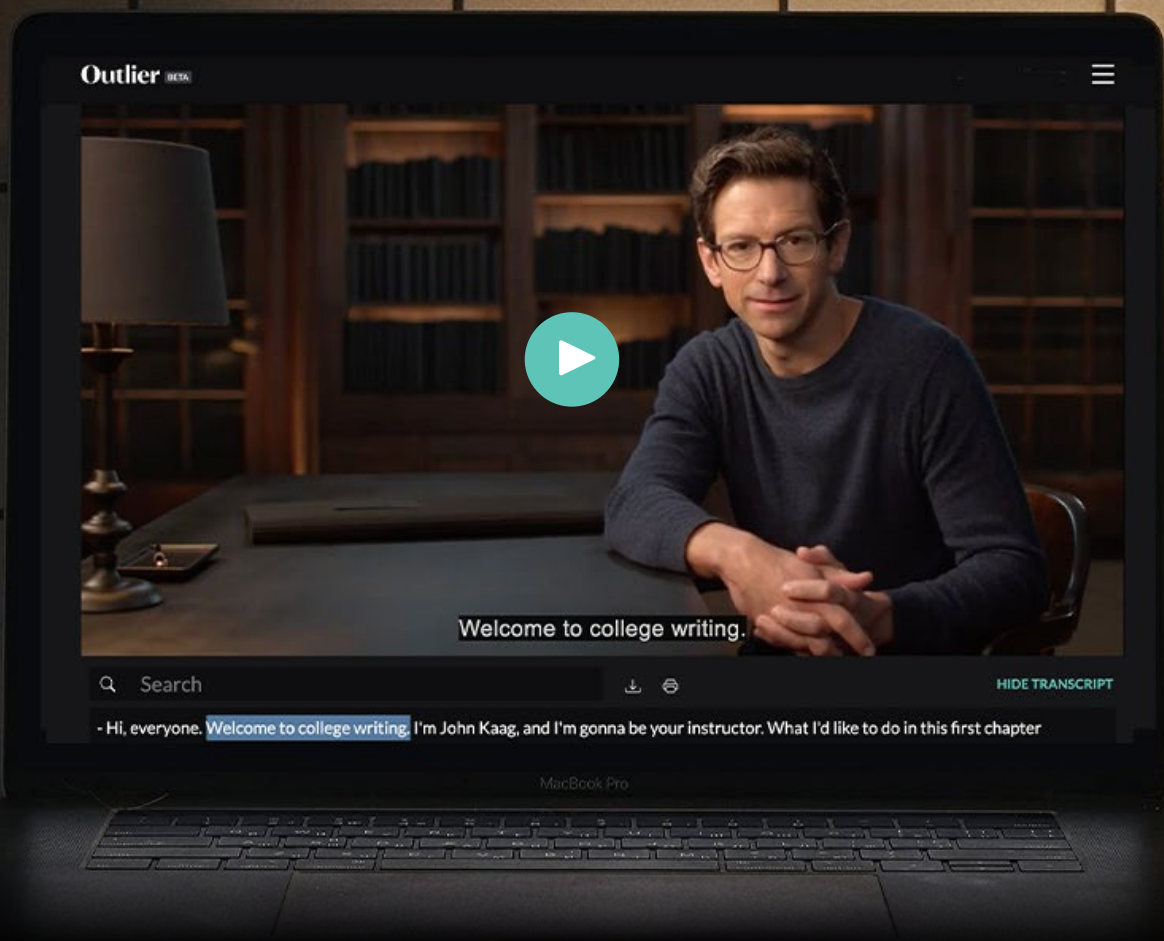 Outlier BETA
Welcome to college writing.
Search
HIDE TRANSCRIPT
- Hi, everyone. Welcome to college writing. I'm John Kaag, and I'm gonna be your instructor. What I'd like to do in this first chapter
MacBook Pro